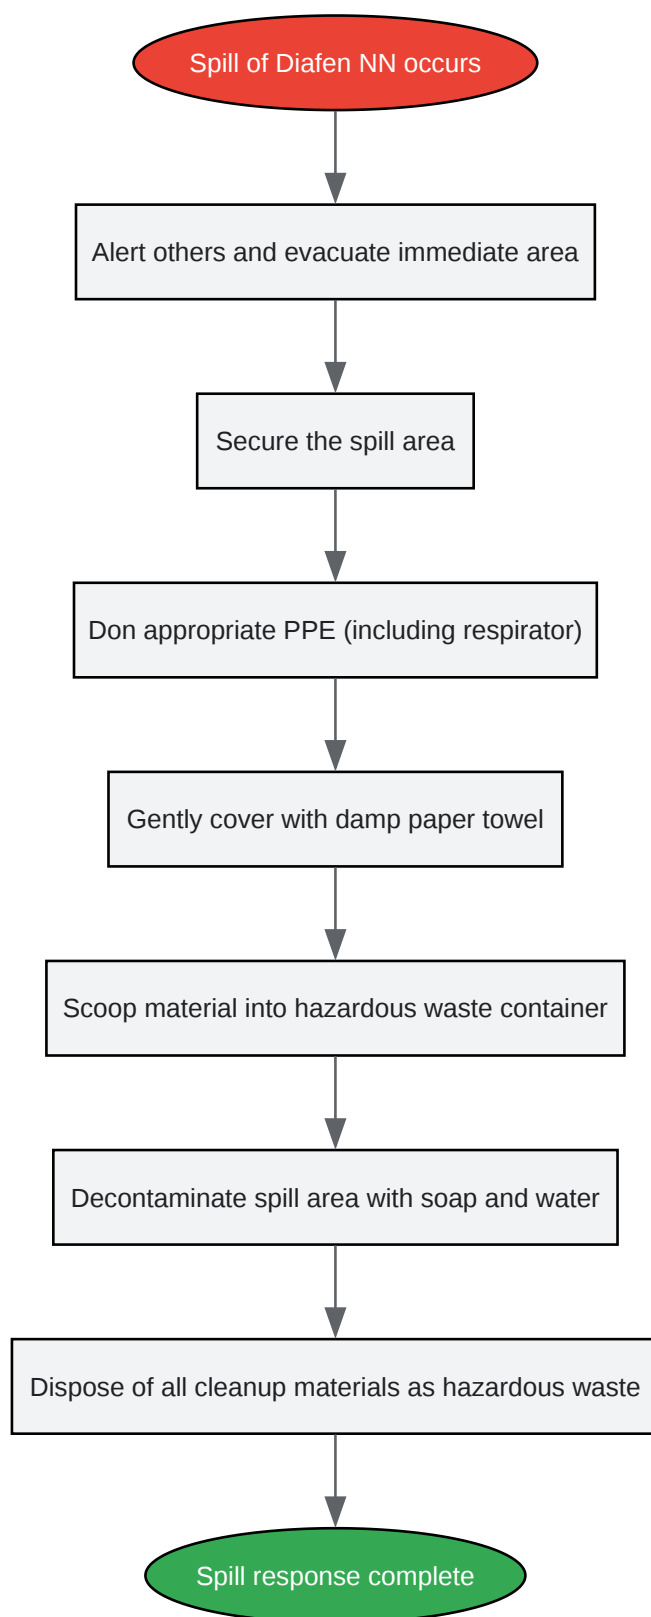 Spill of Diafen NN occurs
Alert others and evacuate immediate area
Secure the spill area
Don appropriate PPE (including respirator)
Gently cover with damp paper towel
Scoop material into hazardous waste container
Decontaminate spill area with soap and water
Dispose of all cleanup materials as hazardous waste
Spill response complete